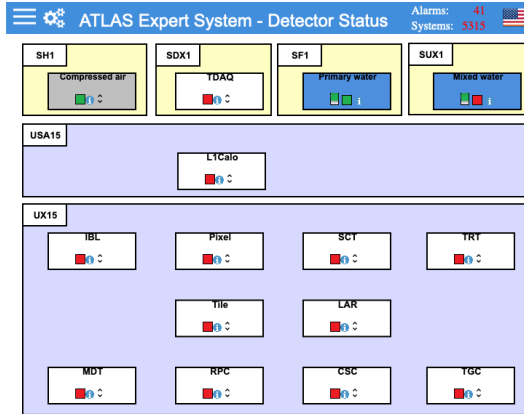 ATLAS Expert System - Detector Status
Alarms: 41
Systems: 5315
SH1
SDX1
SF1
SUX1
Compressed air
TDAQ
Primary water
Mixed water
USA15
L1Calo
UX15
IBL
Pixel
SCT
TRT
Tile
LAR
MDT
RPC
CSC
TGC